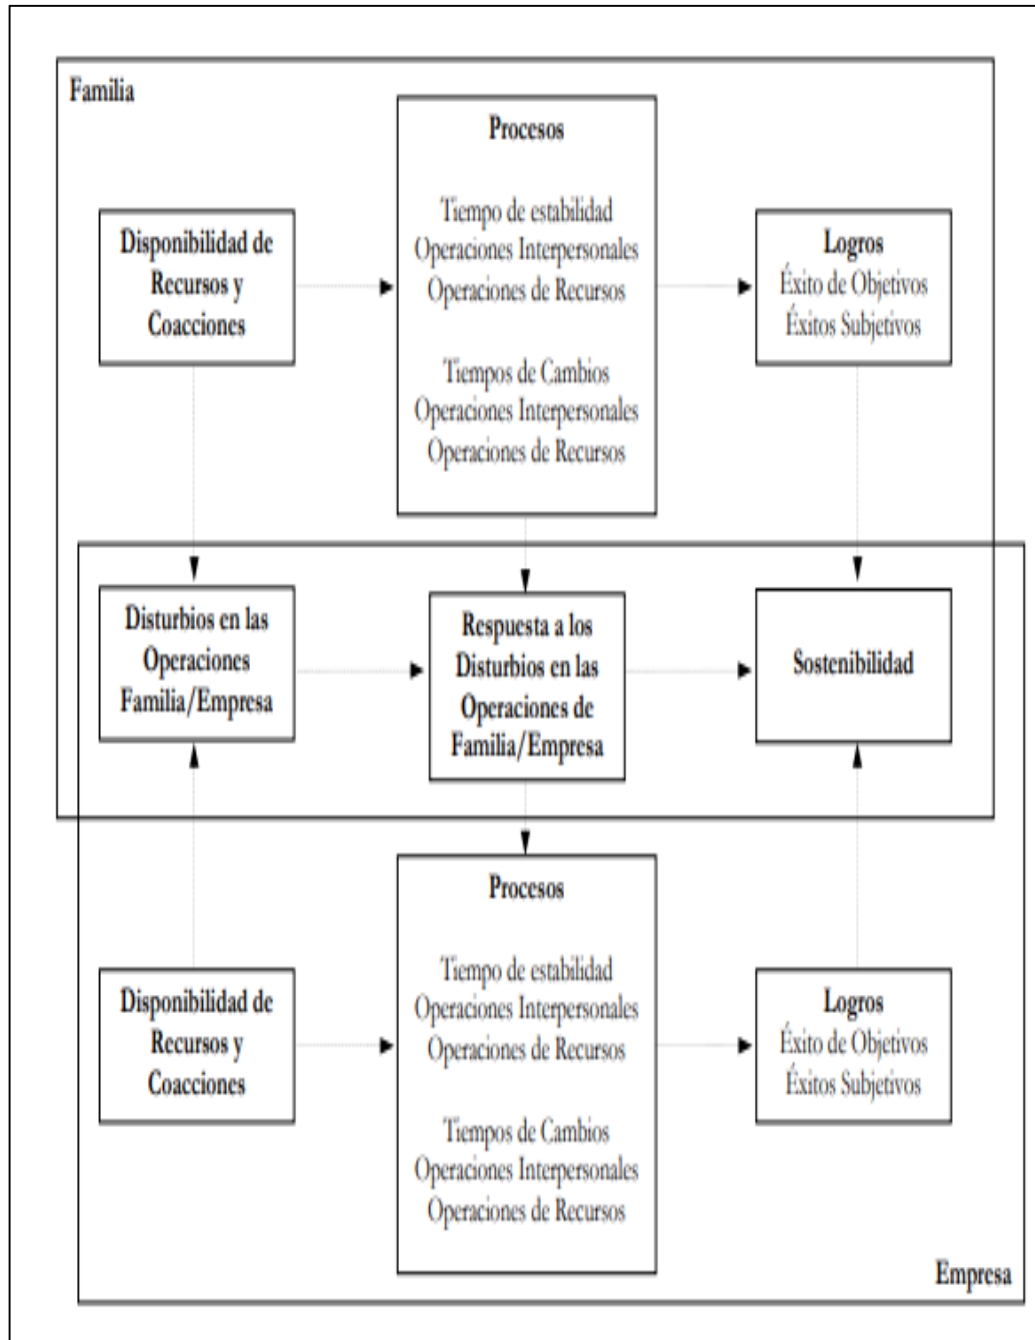 Familia
Procesos
Tiempo de estabilidad
Operaciones Interpersonales
Operaciones de Recursos
Tiempos de Cambios
Operaciones Interpersonales
Operaciones de Recursos
Disponibilidad de
Recursos y
Coacciones
Logros
Éxito de Objetivos
Éxitos Subjetivos
Disturbios en las
Operaciones
Familia/Empresa
Respuesta a los
Disturbios en las
Operaciones de
Familia/Empresa
Sostenibilidad
Disponibilidad de
Recursos y
Coacciones
Procesos
Tiempo de estabilidad
Operaciones Interpersonales
Operaciones de Recursos
Tiempos de Cambios
Operaciones Interpersonales
Operaciones de Recursos
Logros
Éxito de Objetivos
Éxitos Subjetivos
Empresa